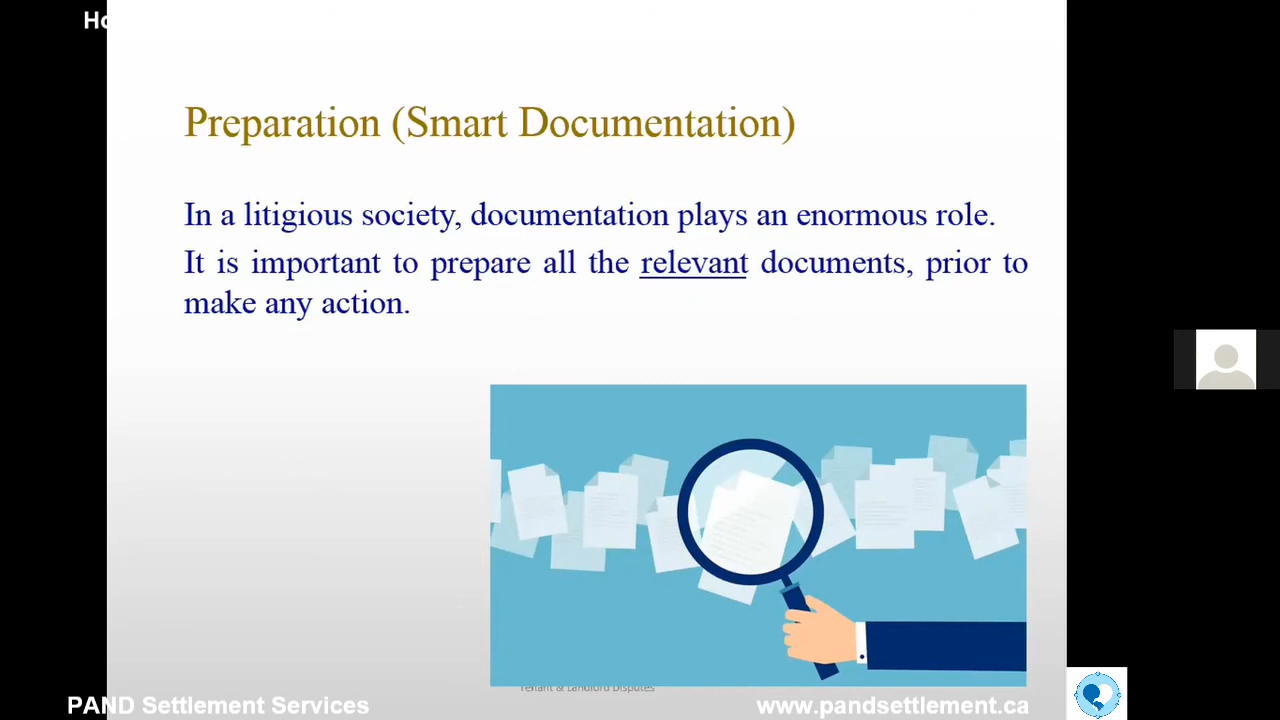 Ho
Preparation (Smart Documentation)
In a litigious society, documentation plays an enormous role.
It is important to prepare all the relevant documents, prior to
make any action.
Tenant & Landlord Disputes
PAND Settlement Services
www.pandsettlement.ca